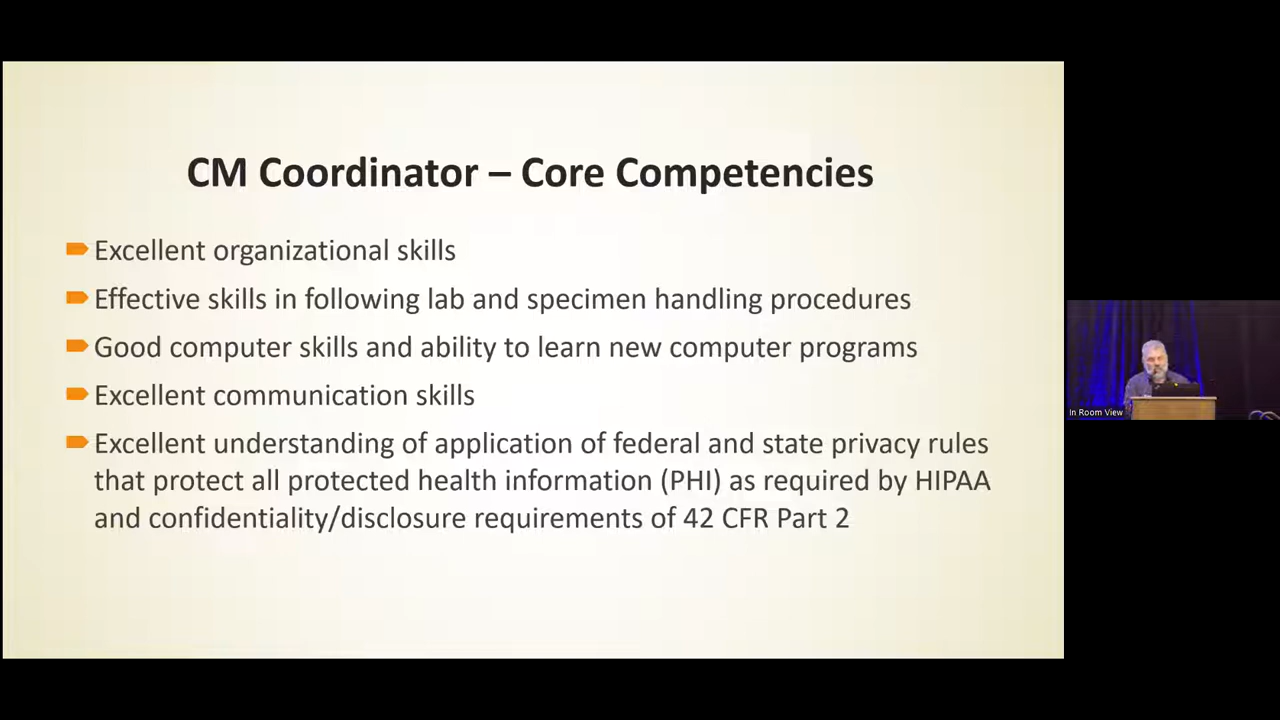 CM Coordinator – Core Competencies
Excellent organizational skills
Effective skills in following lab and specimen handling procedures
Good computer skills and ability to learn new computer programs
Excellent communication skills
Excellent understanding of application of federal and state privacy rules
that protect all protected health information (PHI) as required by HIPAA
and confidentiality/disclosure requirements of 42 CFR Part 2
In Room View